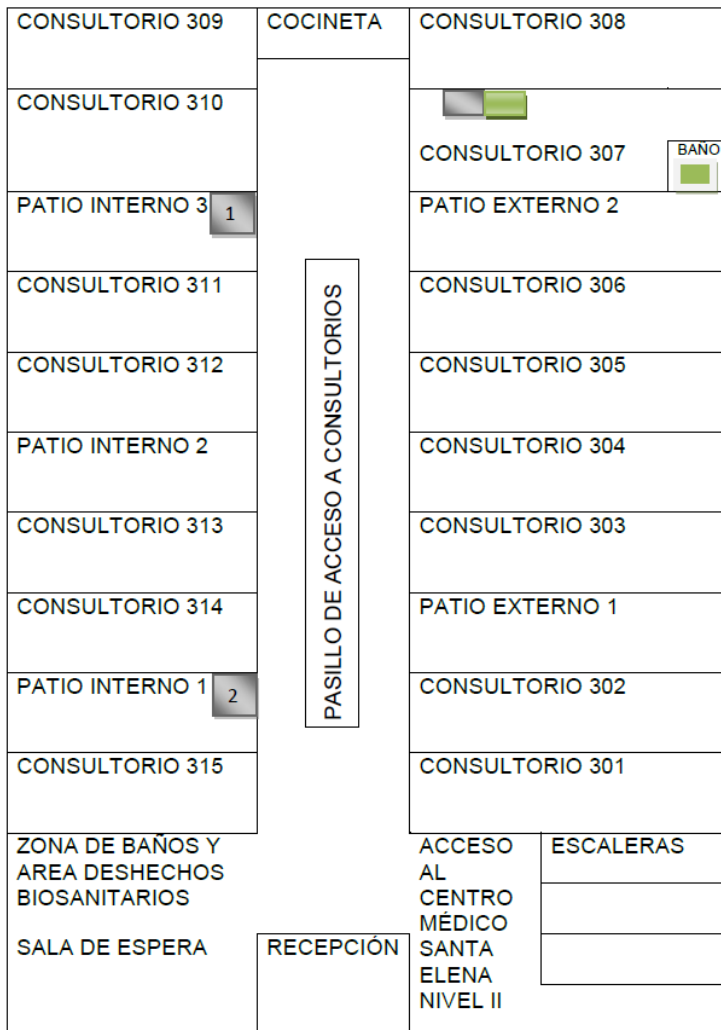 CONSULTORIO 309
COCINETA
CONSULTORIO 308
CONSULTORIO 310
CONSULTORIO 307
BAÑO
PATIO INTERNO 3
1
PATIO EXTERNO 2
CONSULTORIO 311
CONSULTORIO 306
CONSULTORIO 312
CONSULTORIO 305
PATIO INTERNO 2
CONSULTORIO 304
PASILLO DE ACCESO A CONSULTORIOS
CONSULTORIO 313
CONSULTORIO 303
CONSULTORIO 314
PATIO EXTERNO 1
PATIO INTERNO 1
2
CONSULTORIO 302
CONSULTORIO 315
CONSULTORIO 301
ZONA DE BAÑOS Y
AREA DESHECHOS
BIOSANITARIOS
SALA DE ESPERA
RECEPCIÓN
ACCESO
AL
CENTRO
MÉDICO
SANTA
ELENA
NIVEL II
ESCALERAS